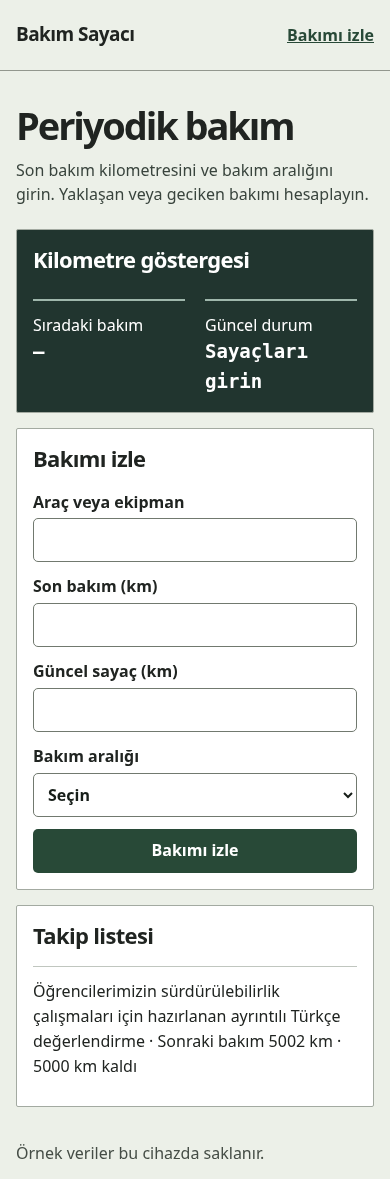 Bakım Sayacı
Bakımı izle
Periyodik bakım
Son bakım kilometresini ve bakım aralığını
girin. Yaklaşan veya geciken bakımı hesaplayın.
Kilometre göstergesi
Sıradaki bakım
—
Güncel durum
Sayaçları
girin
Bakımı izle
Araç veya ekipman
Son bakım (km)
Güncel sayaç (km)
Bakım aralığı
Seçin
Bakımı izle
Takip listesi
Öğrencilerimizin sürdürülebilirlik
çalışmaları için hazırlanan ayrıntılı Türkçe
değerlendirme · Sonraki bakım 5002 km ·
5000 km kaldı
Örnek veriler bu cihazda saklanır.